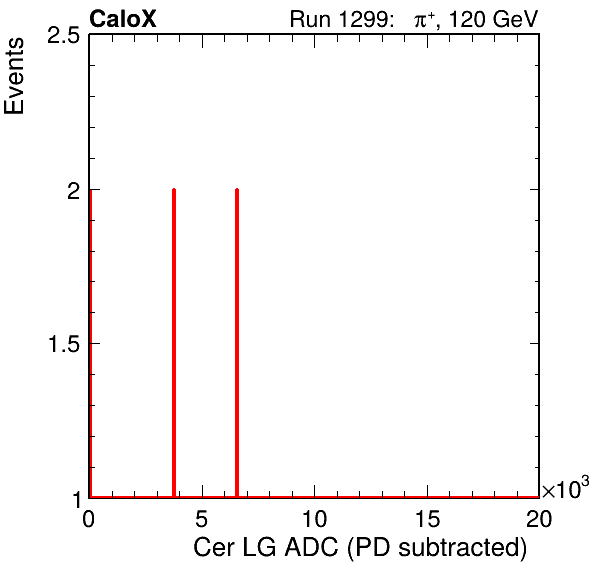 CaloX Run 1299: π⁺, 120 GeV
Events
2.5
2
1.5
1
0 5 10 15 20
×10³
Cer LG ADC (PD subtracted)